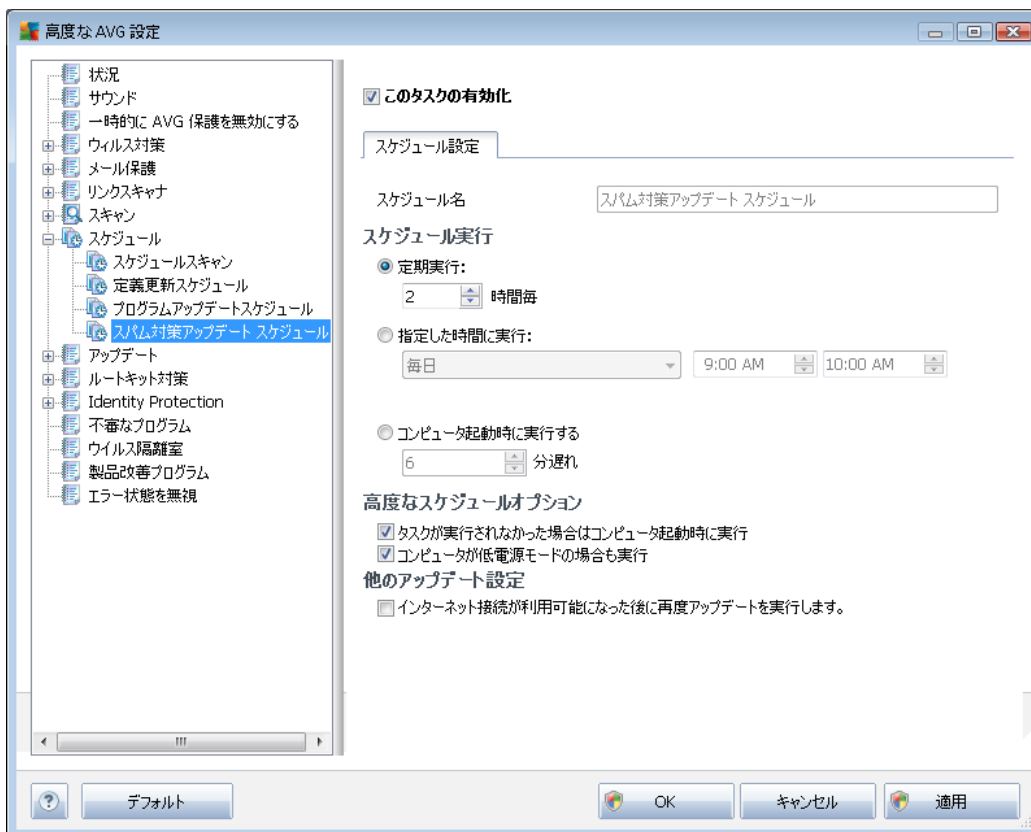 高度な AVG 設定
状況
サウンド
一時的に AVG 保護を無効にする
ウィルス対策
メール保護
リンクスキャナ
スキャン
スケジュール
スケジュールスキャン
定義更新スケジュール
プログラムアップデートスケジュール
スパム対策アップデート スケジュール
アップデート
ルートキット対策
Identity Protection
不審なプログラム
ウイルス隔離室
製品改善プログラム
エラー状態を無視
このタスクの有効化
スケジュール設定
スケジュール名 スパム対策アップデート スケジュール
スケジュール実行
定期実行:
2 時間毎
指定した時間に実行:
毎日 9:00 AM 10:00 AM
コンピュータ起動時に実行する
6 分遅れ
高度なスケジュールオプション
タスクが実行されなかった場合はコンピュータ起動時に実行
コンピュータが低電源モードの場合も実行
他のアップデート設定
インターネット接続が利用可能になった後に再度アップデートを実行します。
? デフォルト OK キャンセル 適用